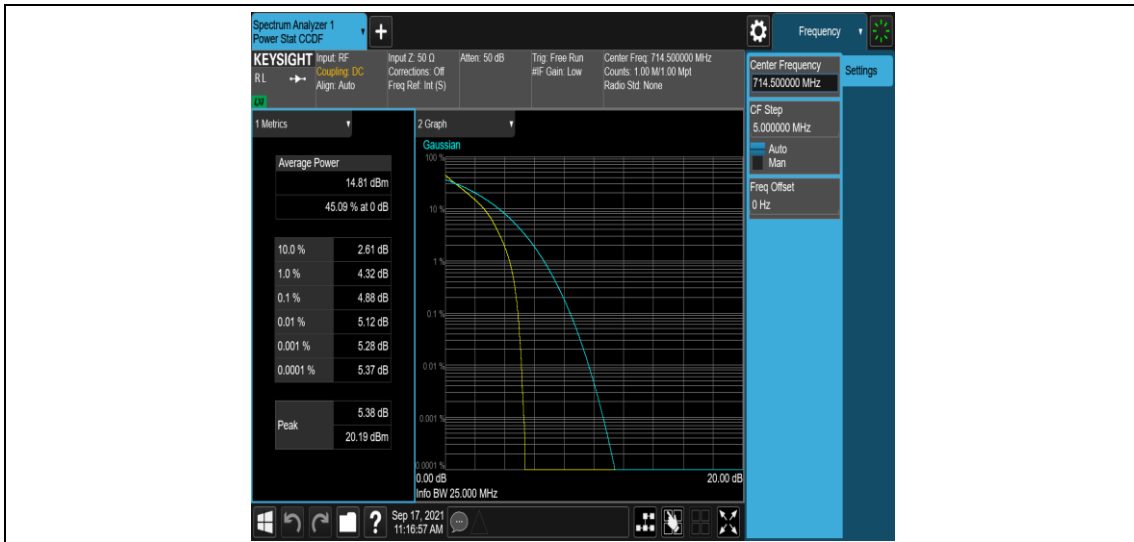 Spectrum Analyzer 1
Power Stat CCDF
+
Frequency
KEYSIGHT
RL
LXI
Input: RF
Coupling: DC
Align: Auto
Input Z: 50 Ω
Corrections: Off
Freq Ref: Int (S)
Atten: 50 dB
Trig: Free Run
#IF Gain: Low
Center Freq: 714.500000 MHz
Counts: 1.00 M/1.00 Mpt
Radio Std: None
Center Frequency
714.500000 MHz
Settings
CF Step
5.000000 MHz
Auto
Man
Freq Offset
0 Hz
1 Metrics
Average Power
14.81 dBm
45.09 % at 0 dB
10.0 % 2.61 dB
1.0 % 4.32 dB
0.1 % 4.88 dB
0.01 % 5.12 dB
0.001 % 5.28 dB
0.0001 % 5.37 dB
Peak
5.38 dB
20.19 dBm
2 Graph
Gaussian
100 %
10 %
1 %
0.1 %
0.01 %
0.001 %
0.0001 %
0.00 dB 20.00 dB
Info BW 25.000 MHz
?
Sep 17, 2021
11:16:57 AM